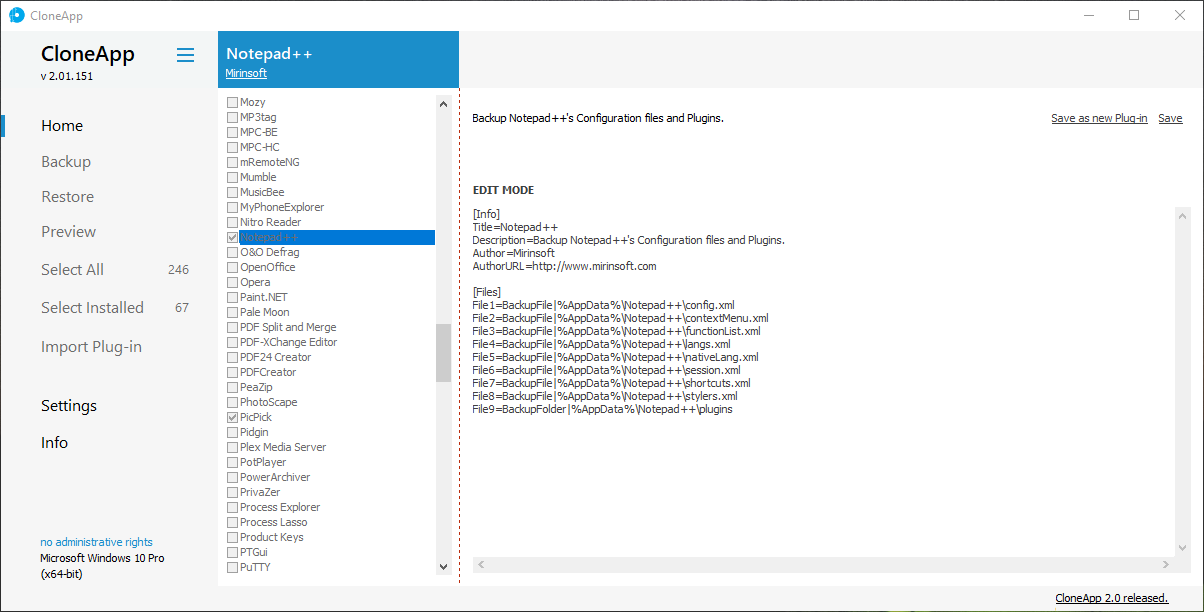 CloneApp
CloneApp
v 2.01.151
Home
Backup
Restore
Preview
Select All 246
Select Installed 67
Import Plug-in
Settings
Info
no administrative rights
Microsoft Windows 10 Pro
(x64-bit)
Notepad++
Mirinsoft
Mozy
MP3tag
MPC-BE
MPC-HC
mRemoteNG
Mumble
MusicBee
MyPhoneExplorer
Nitro Reader
Notepad++
O&O Defrag
OpenOffice
Opera
Paint.NET
Pale Moon
PDF Split and Merge
PDF-XChange Editor
PDF24 Creator
PDFCreator
PeaZip
PhotoScape
PicPick
Pidgin
Plex Media Server
PotPlayer
PowerArchiver
PrivaZer
Process Explorer
Process Lasso
Product Keys
PTGui
PuTTY
Backup Notepad++'s Configuration files and Plugins.
Save as new Plug-in Save
EDIT MODE
[Info]
Title=Notepad++
Description=Backup Notepad++'s Configuration files and Plugins.
Author=Mirinsoft
AuthorURL=http://www.mirinsoft.com
[Files]
File1=BackupFile|%AppData%\Notepad++\config.xml
File2=BackupFile|%AppData%\Notepad++\contextMenu.xml
File3=BackupFile|%AppData%\Notepad++\functionList.xml
File4=BackupFile|%AppData%\Notepad++\langs.xml
File5=BackupFile|%AppData%\Notepad++\nativeLang.xml
File6=BackupFile|%AppData%\Notepad++\session.xml
File7=BackupFile|%AppData%\Notepad++\shortcuts.xml
File8=BackupFile|%AppData%\Notepad++\stylers.xml
File9=BackupFolder|%AppData%\Notepad++\plugins
CloneApp 2.0 released.